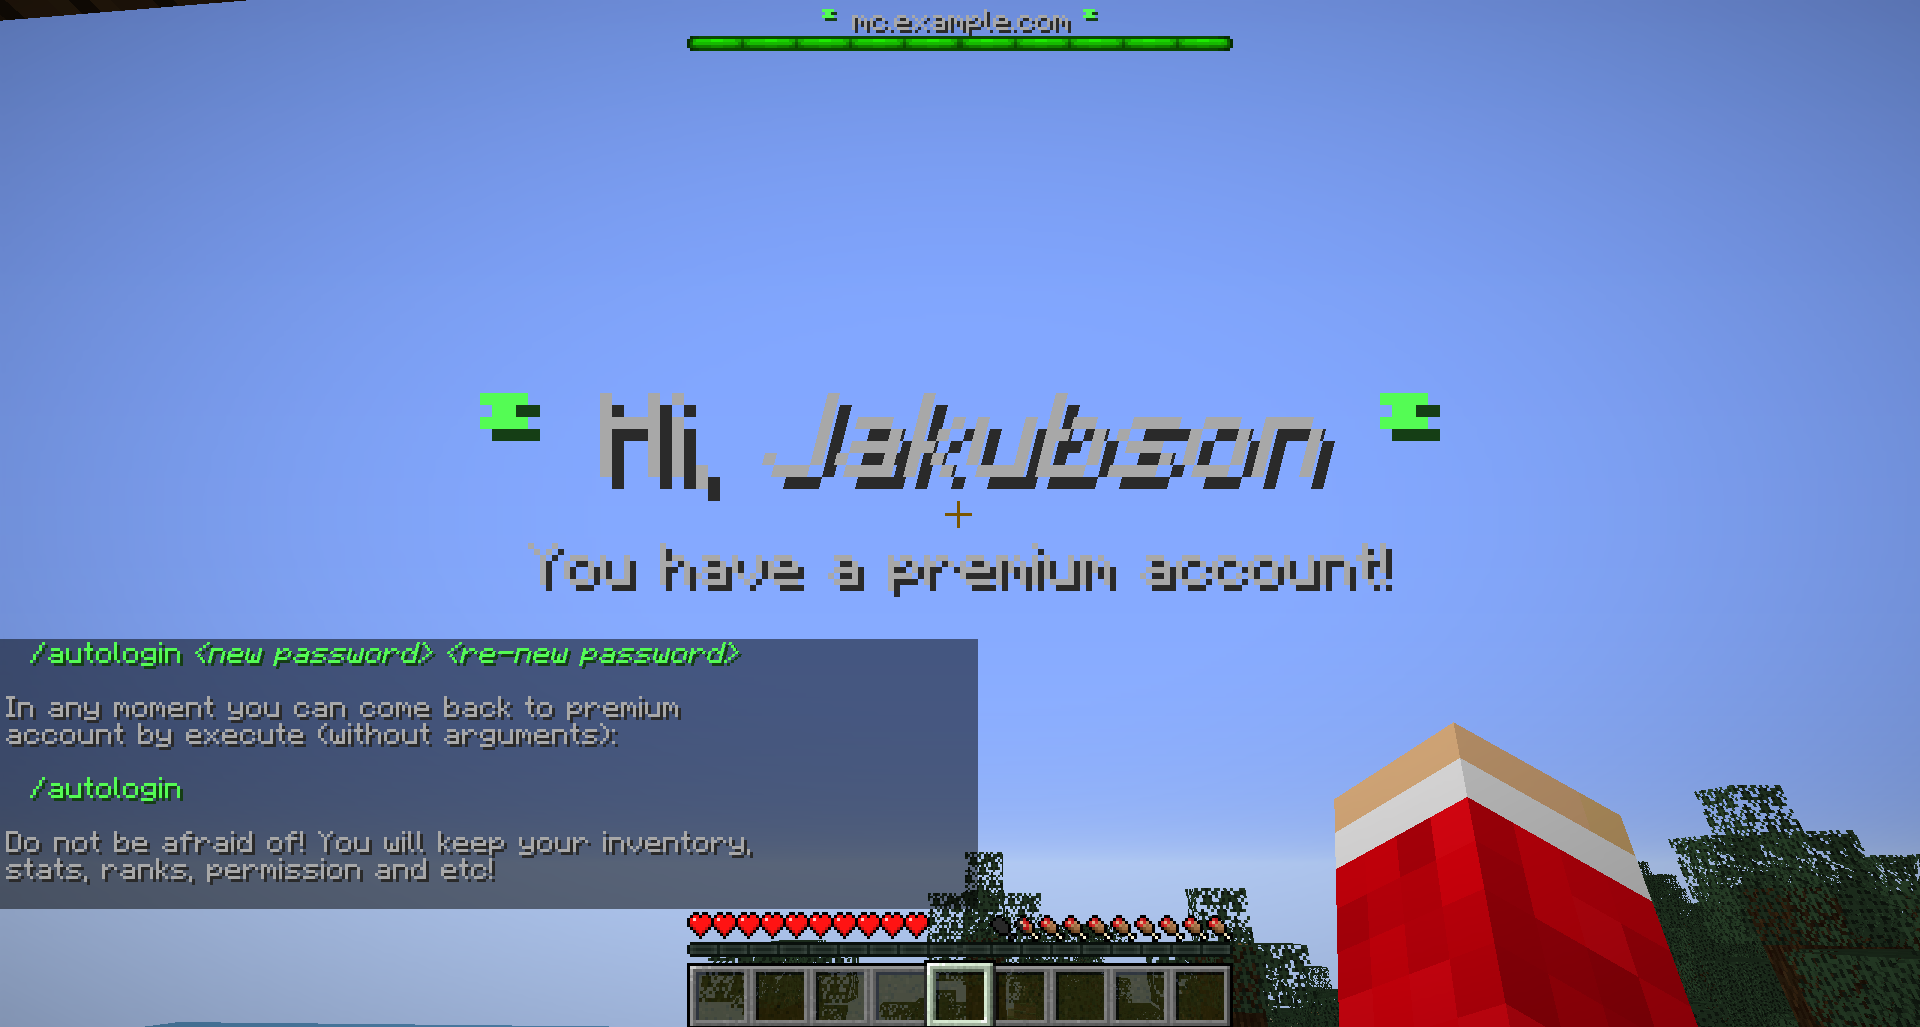 mc.example.com
Hi, Jakubson
You have a premium account!
/autologin <new password> <re-new password>
In any moment you can come back to premium
account by execute (without arguments):
/autologin
Do not be afraid of! You will keep your inventory,
stats, ranks, permission and etc!